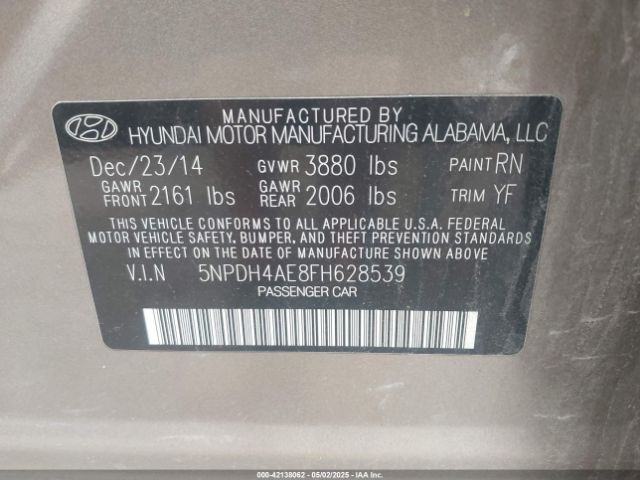 MANUFACTURED BY
HYUNDAI MOTOR MANUFACTURING ALABAMA, LLC
Dec/23/14 GVWR 3880 lbs PAINT RN
GAWR FRONT 2161 lbs GAWR REAR 2006 lbs TRIM YF
THIS VEHICLE CONFORMS TO ALL APPLICABLE U.S.A. FEDERAL
MOTOR VEHICLE SAFETY, BUMPER, AND THEFT PREVENTION
STANDARDS IN EFFECT ON THE DATE OF MANUFACTURE SHOWN ABOVE
V.I.N 5NPDH4AE8FH628539
PASSENGER CAR
000-42138062 - 05/02/2025 - IAAI.COM